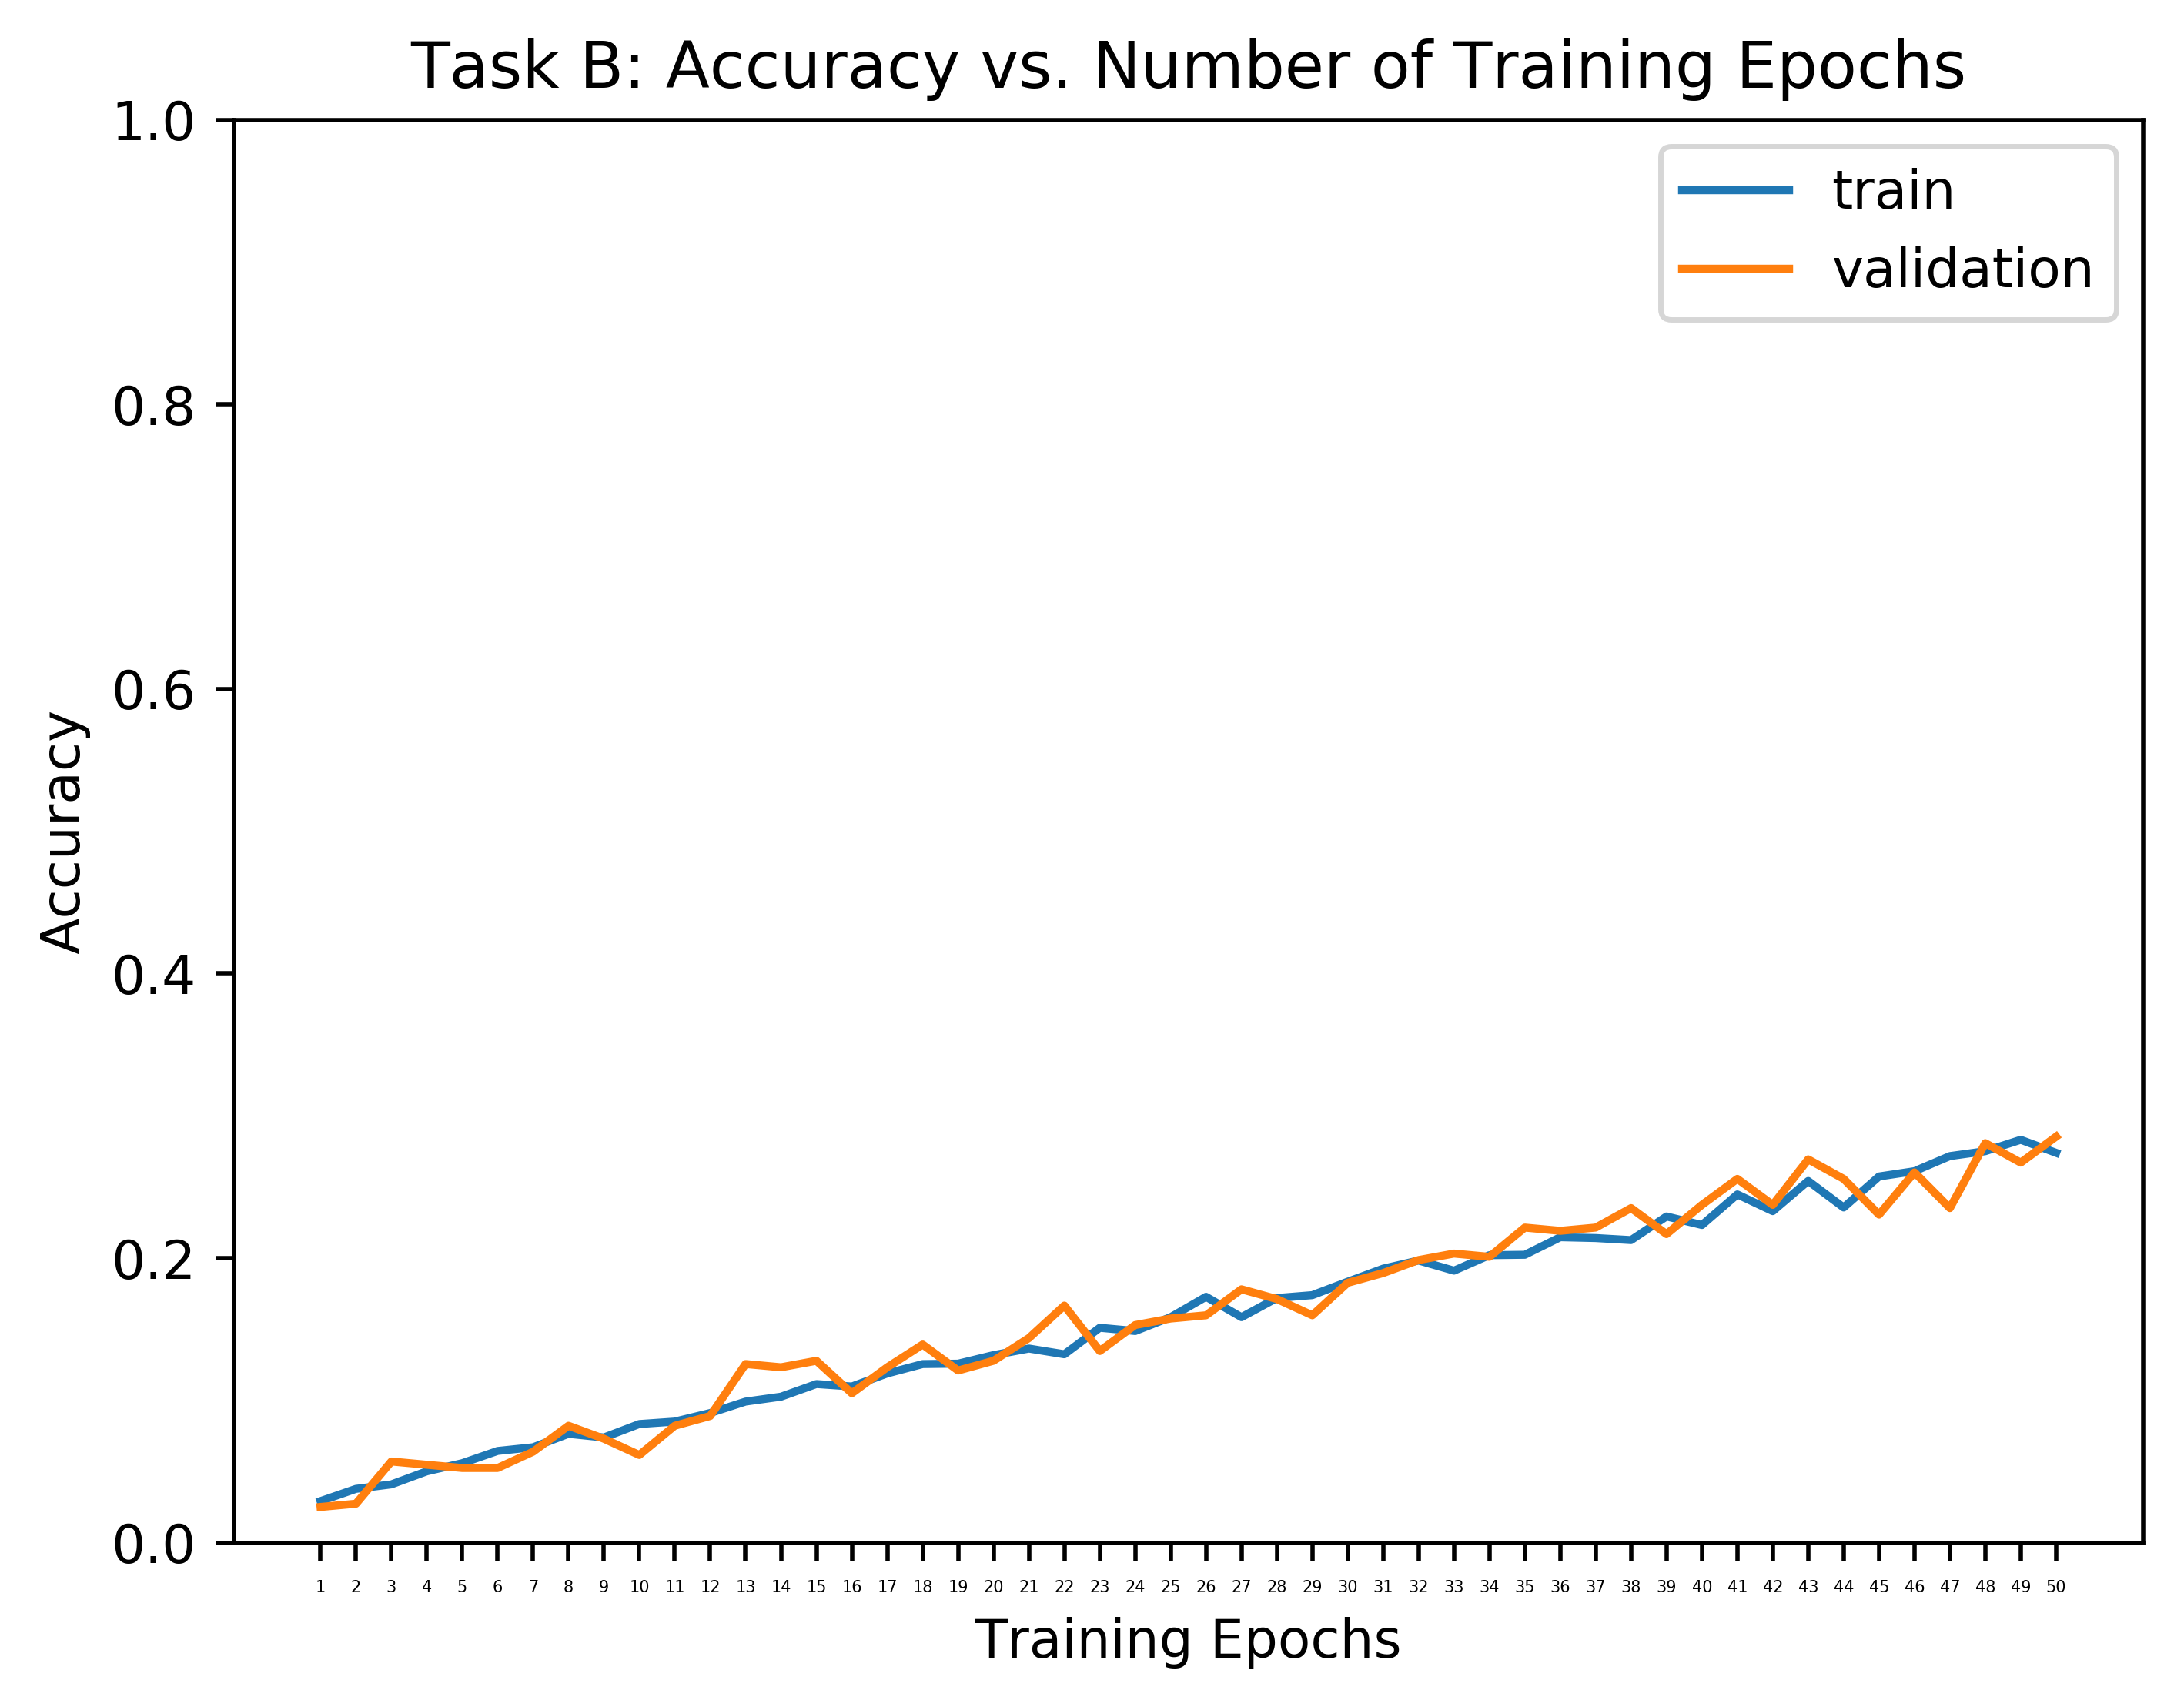 Task B: Accuracy vs. Number of Training Epochs
1.0
0.8
0.6
0.4
0.2
0.0
Accuracy
train
validation
1 2 3 4 5 6 7 8 9 10 11 12 13 14 15 16 17 18 19 20 21 22 23 24 25 26 27 28 29 30 31 32 33 34 35 36 37 38 39 40 41 42 43 44 45 46 47 48 49 50
Training Epochs